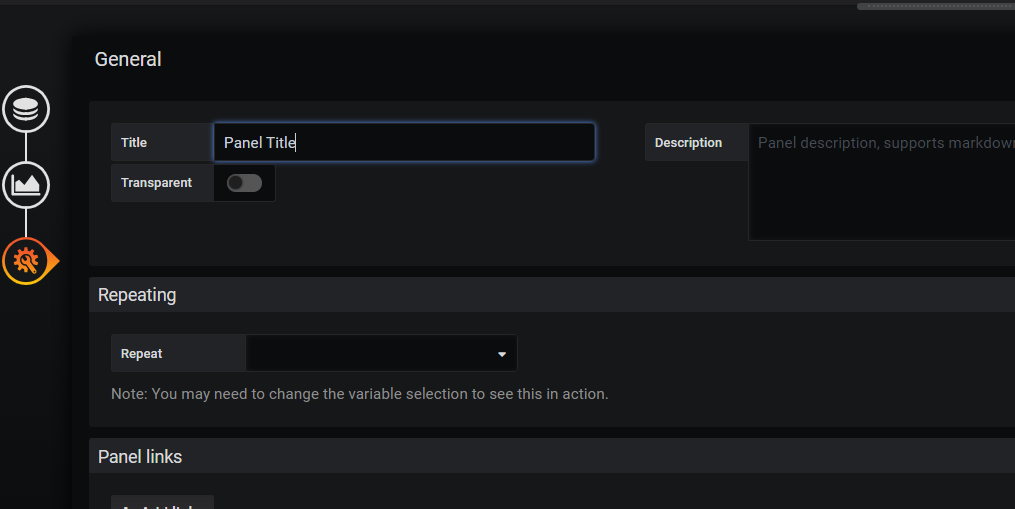 General
Title
Panel Title
Description
Panel description, supports markdown
Transparent
Repeating
Repeat
Note: You may need to change the variable selection to see this in action.
Panel links